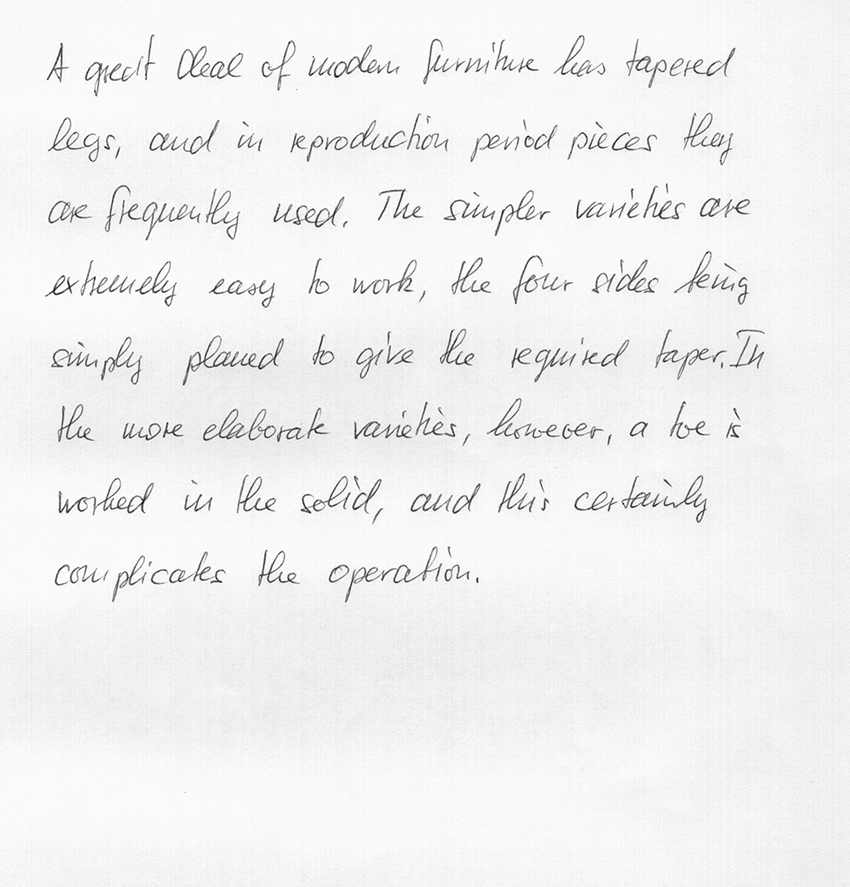 A great deal of modern furniture has tapered
legs, and in reproduction period pieces they
are frequently used. The simpler varieties are
extremely easy to work, the four sides being
simply planed to give the required taper. In
the more elaborate varieties, however, a toe is
worked in the solid, and this certainly
complicates the operation.